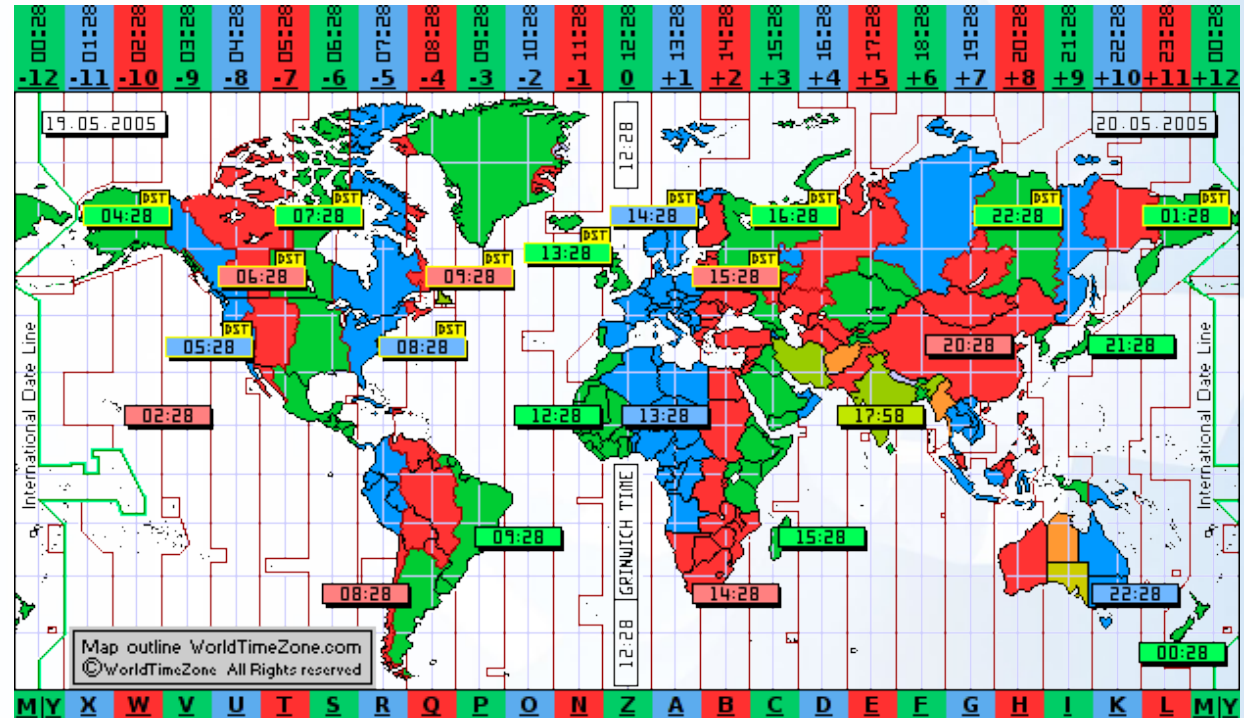 00:28 01:28 02:28 03:28 04:28 05:28 06:28 07:28 08:28 09:28 10:28 11:28 12:28 13:28 14:28 15:28 16:28 17:28 18:28 19:28 20:28 21:28 22:28 23:28 00:28
-12 -11 -10 -9 -8 -7 -6 -5 -4 -3 -2 -1 0 +1 +2 +3 +4 +5 +6 +7 +8 +9 +10 +11 +12
19.05.2005
12:28
20.05.2005
DST DST DST DST DST DST
04:28 07:28 14:28 16:28 22:28 01:28
DST
13:28
DST DST DST
06:28 09:28 15:28
DST DST
05:28 08:28 20:28 21:28
International Date Line
International Date Line
02:28 12:28 13:28 17:58
GRINWICH TIME
09:28 15:28
08:28 14:28 22:28
12:28
00:28
Map outline WorldTimeZone.com
©WorldTimeZone All Rights reserved
M Y X W V U T S R Q P O N Z A B C D E F G H I K L M Y